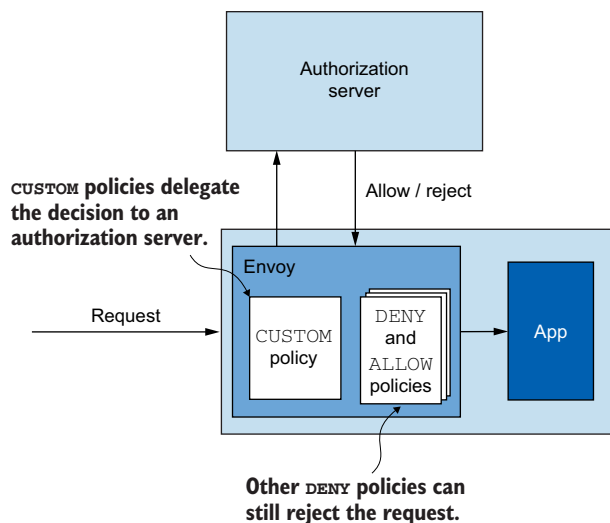 Authorization
server
CUSTOM policies delegate
the decision to an
authorization server.
Allow / reject
Envoy
Request
CUSTOM
policy
DENY
and
ALLOW
policies
App
Other DENY policies can
still reject the request.